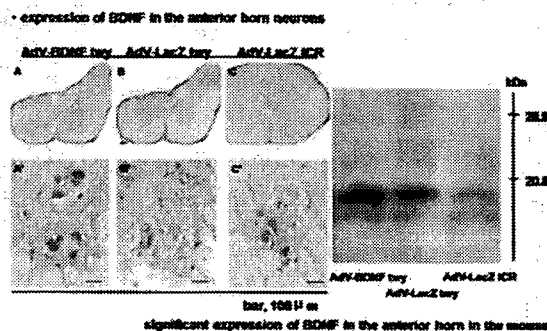 • expression of BDNF in the anterior horn neurons
AdV-BDNF twy AdV-LacZ twy AdV-LacZ ICR
A B C
kDa
20.8
A' B' C'
AdV-BDNF twy AdV-LacZ ICR
AdV-LacZ twy
bar, 100 μ m
significant expression of BDNF in the anterior horn in the mouse